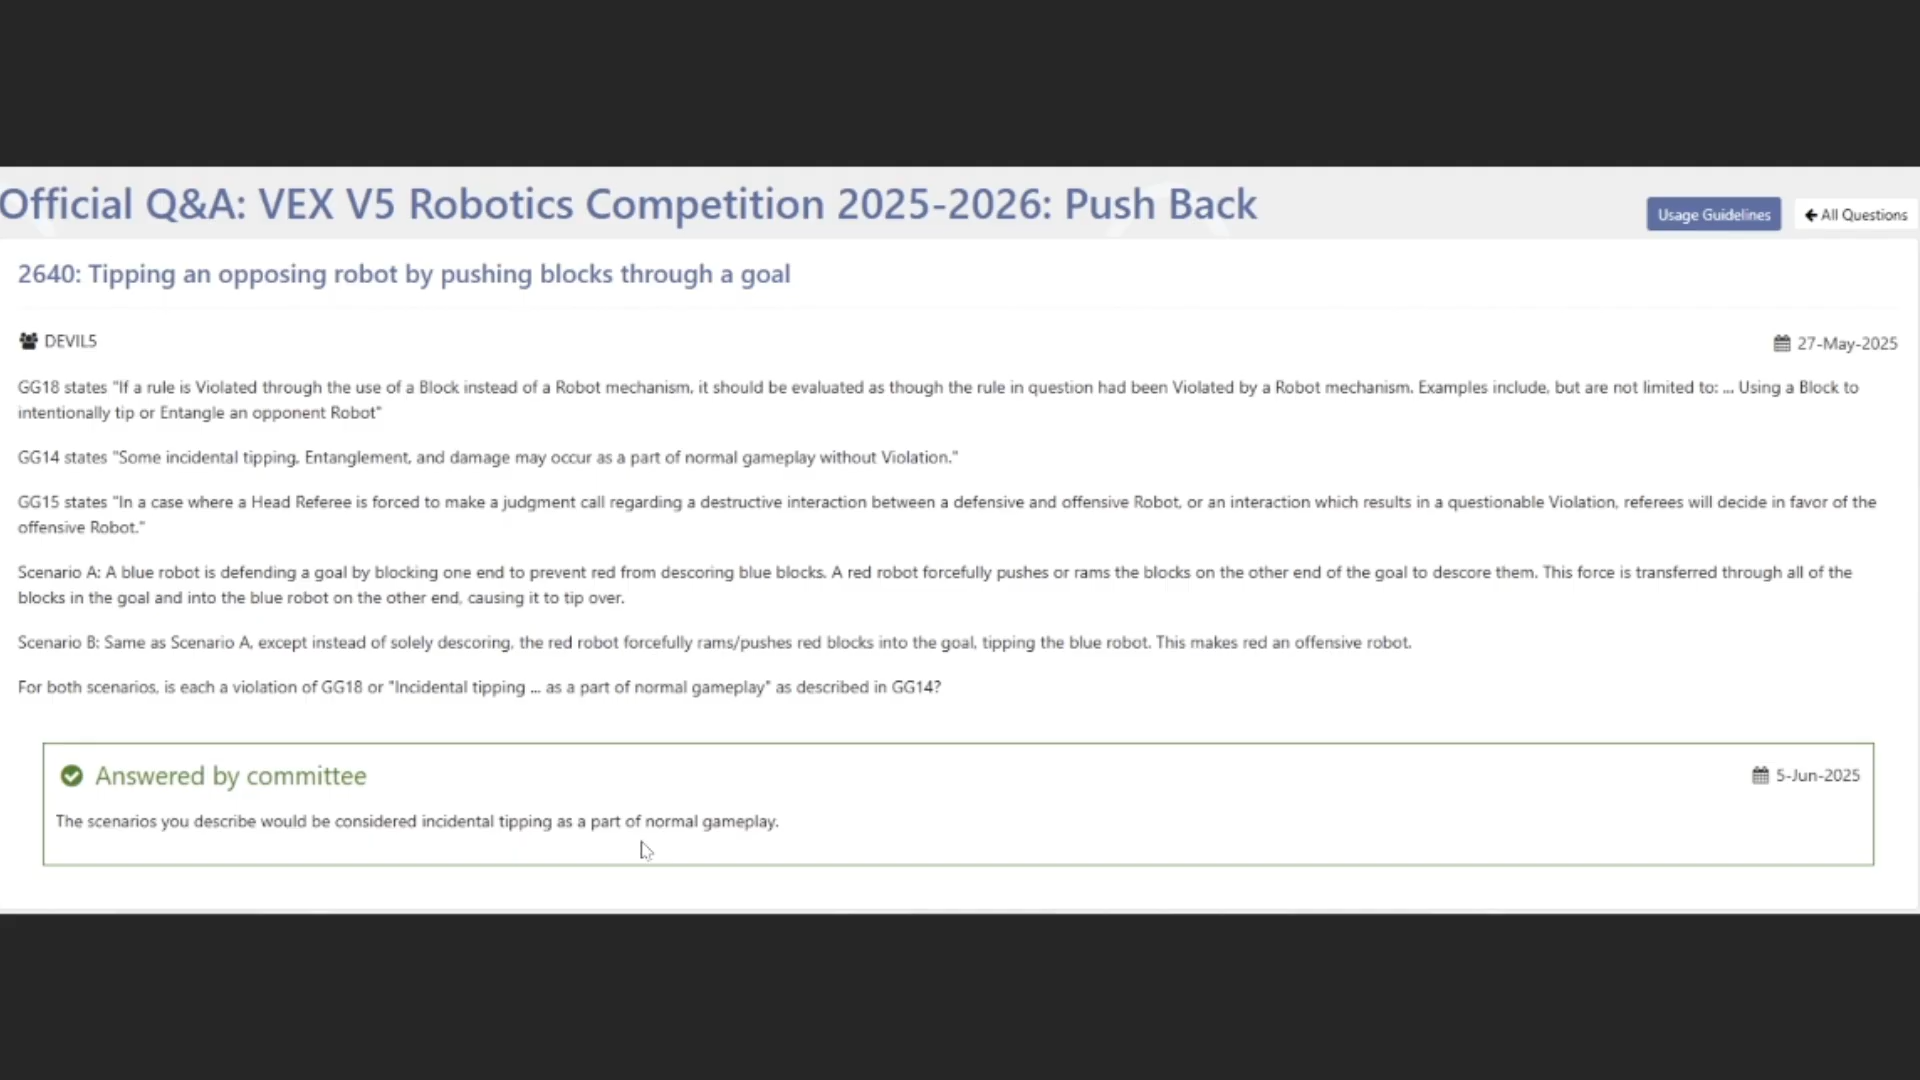 Official Q&A: VEX V5 Robotics Competition 2025-2026: Push Back
Usage Guidelines
All Questions
2640: Tipping an opposing robot by pushing blocks through a goal
DEVIL5
27-May-2025
GG18 states "If a rule is Violated through the use of a Block instead of a Robot mechanism, it should be evaluated as though the rule in question had been Violated by a Robot mechanism. Examples include, but are not limited to: ... Using a Block to
intentionally tip or Entangle an opponent Robot"
GG14 states "Some incidental tipping, Entanglement, and damage may occur as a part of normal gameplay without Violation."
GG15 states "In a case where a Head Referee is forced to make a judgment call regarding a destructive interaction between a defensive and offensive Robot, or an interaction which results in a questionable Violation, referees will decide in favor of the
offensive Robot."
Scenario A: A blue robot is defending a goal by blocking one end to prevent red from descoring blue blocks. A red robot forcefully pushes or rams the blocks on the other end of the goal to descore them. This force is transferred through all of the
blocks in the goal and into the blue robot on the other end, causing it to tip over.
Scenario B: Same as Scenario A, except instead of solely descoring, the red robot forcefully rams/pushes red blocks into the goal, tipping the blue robot. This makes red an offensive robot.
For both scenarios, is each a violation of GG18 or "Incidental tipping ... as a part of normal gameplay" as described in GG14?
Answered by committee
5-Jun-2025
The scenarios you describe would be considered incidental tipping as a part of normal gameplay.